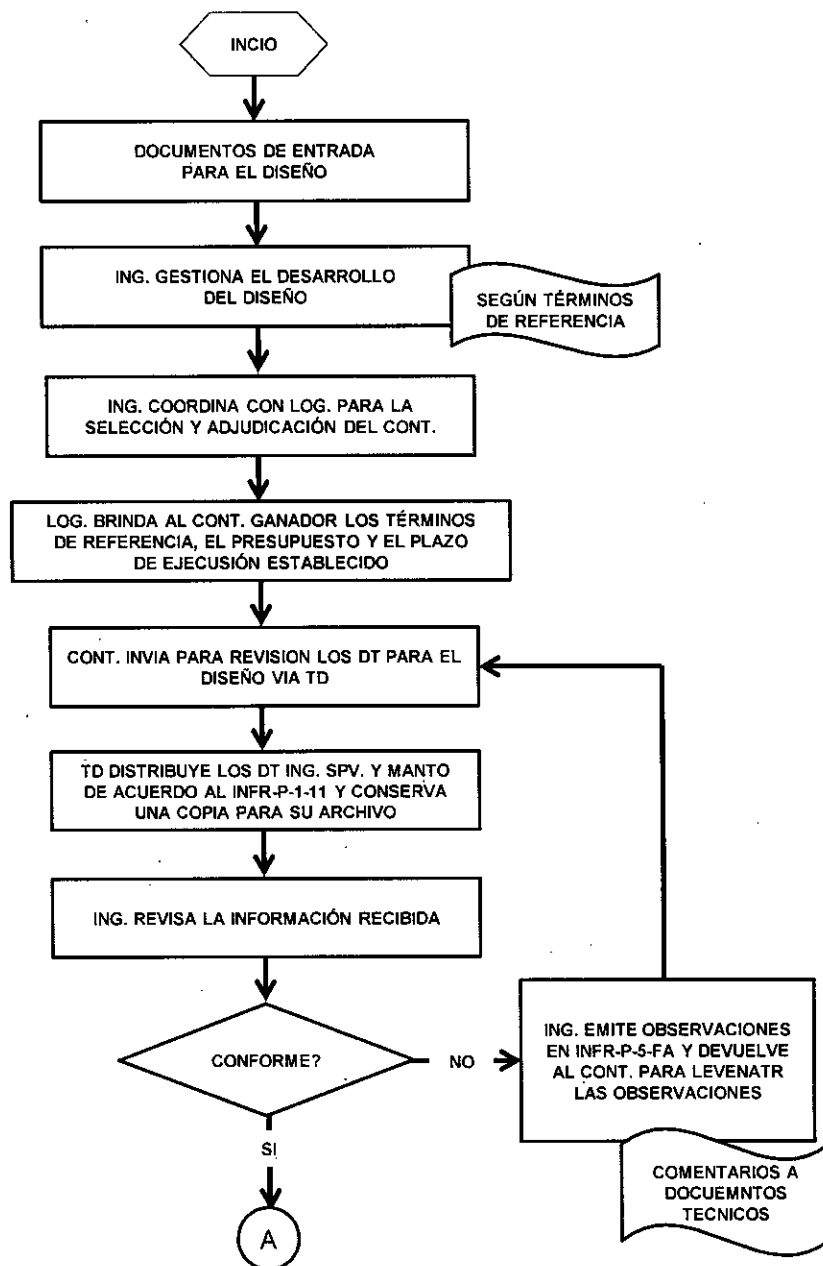 INCIO
DOCUMENTOS DE ENTRADA
PARA EL DISEÑO
ING. GESTIONA EL DESARROLLO
DEL DISEÑO
SEGÚN TÉRMINOS
DE REFERENCIA
ING. COORDINA CON LOG. PARA LA
SELECCIÓN Y ADJUDICACIÓN DEL CONT.
LOG. BRINDA AL CONT. GANADOR LOS TÉRMINOS
DE REFERENCIA, EL PRESUPUESTO Y EL PLAZO
DE EJECUSIÓN ESTABLECIDO
CONT. INVIA PARA REVISION LOS DT PARA EL
DISEÑO VIA TD
TD DISTRIBUYE LOS DT ING. SPV. Y MANTO
DE ACUERDO AL INFR-P-1-11 Y CONSERVA
UNA COPIA PARA SU ARCHIVO
ING. REVISA LA INFORMACIÓN RECIBIDA
CONFORME?
NO
ING. EMITE OBSERVACIONES
EN INFR-P-5-FA Y DEVUELVE
AL CONT. PARA LEVENATR
LAS OBSERVACIONES
COMENTARIOS A
DOCUEMNTOS
TECNICOS
SI
A